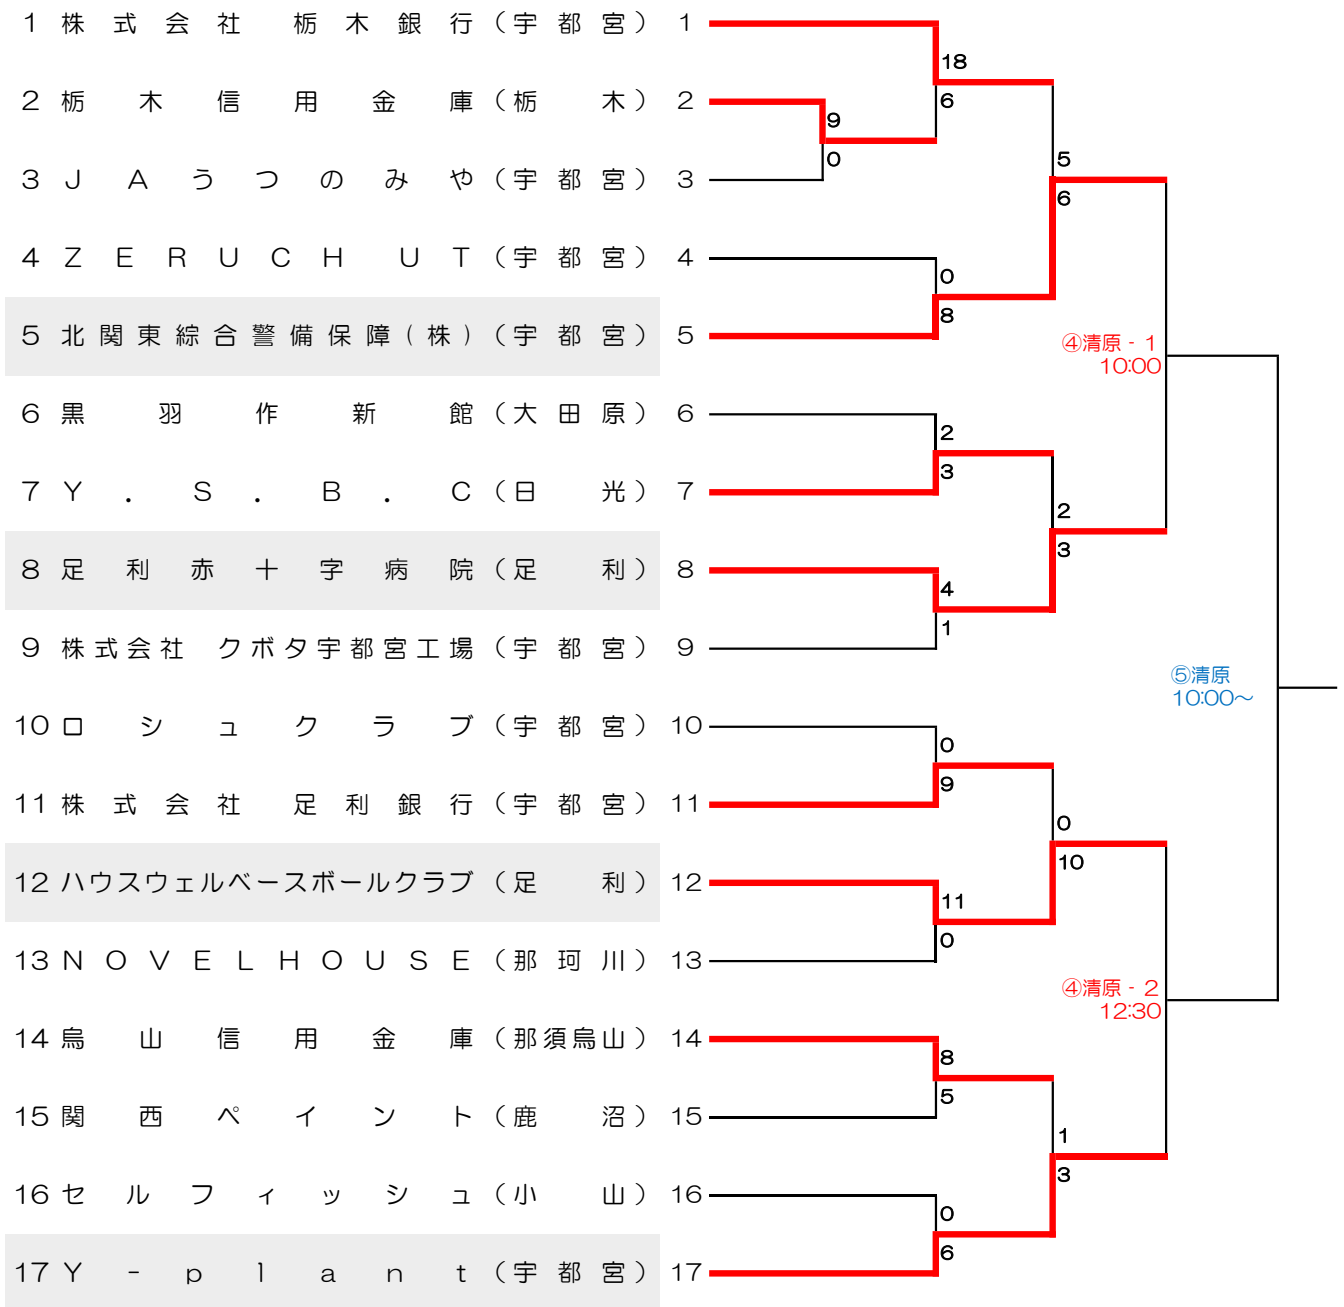 1 株式会社 栃木銀行（宇都宮） 1
18
2 栃木信用金庫（栃木） 2
6
9
0
3 JAうつのみや（宇都宮） 3
5
6
4 ZERUCH UT（宇都宮） 4
0
8
5 北関東綜合警備保障(株)（宇都宮） 5
④清原 - 1
10:00
6 黒羽作新館（大田原） 6
2
3
7 Y.S.B.C（日光） 7
2
3
8 足利赤十字病院（足利） 8
4
1
9 株式会社 クボタ宇都宮工場（宇都宮） 9
⑤清原
10:00～
10 ロシュクラブ（宇都宮） 10
0
9
11 株式会社 足利銀行（宇都宮） 11
0
10
12 ハウスウェルベースボールクラブ（足利） 12
11
0
13 NOVELHOUSE（那珂川） 13
④清原 - 2
12:30
14 烏山信用金庫（那須烏山） 14
8
5
15 関西ペイント（鹿沼） 15
1
3
16 セルフィッシュ（小山） 16
0
6
17 Y-plant（宇都宮） 17